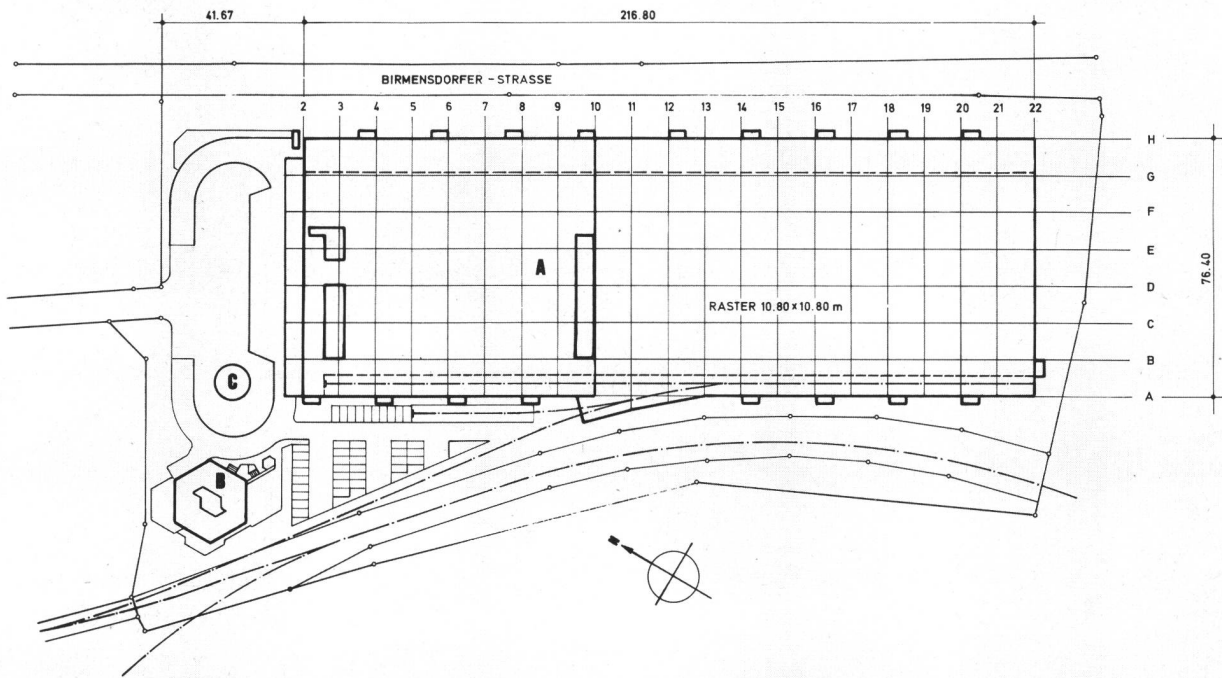 41.67 216.80
BIRMENSDORFER - STRASSE
2 3 4 5 6 7 8 9 10 11 12 13 14 15 16 17 18 19 20 21 22
H
G
F
E
A
D
76.40
RASTER 10.80 x 10.80 m
C
B
C
A
B
N